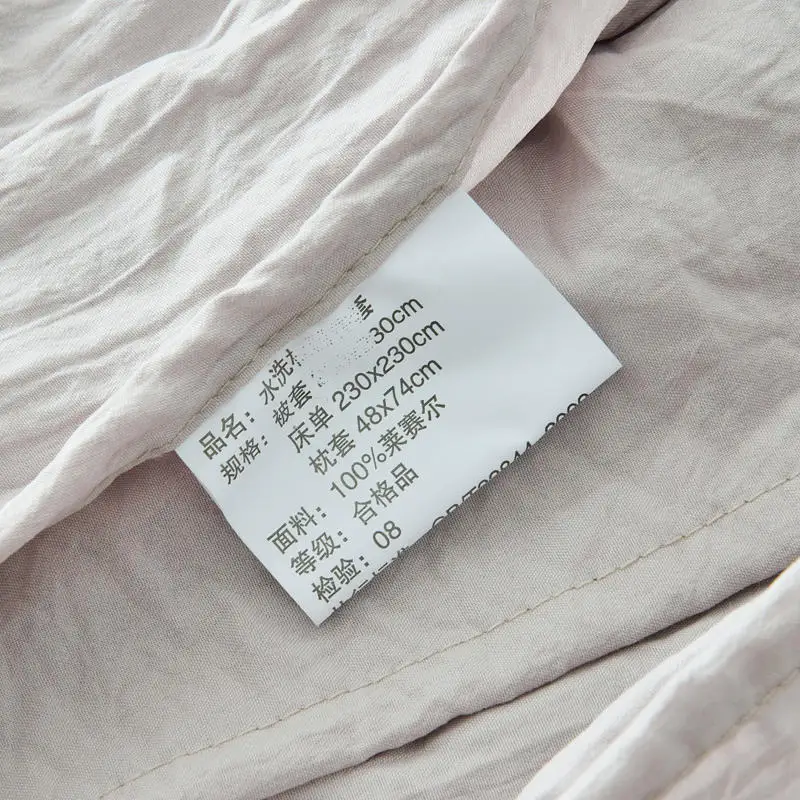 品名：水洗
规格：被套 30cm
床单 230x230cm
枕套 48x74cm
面料：100%莱赛尔
等级：合格品
检验：08